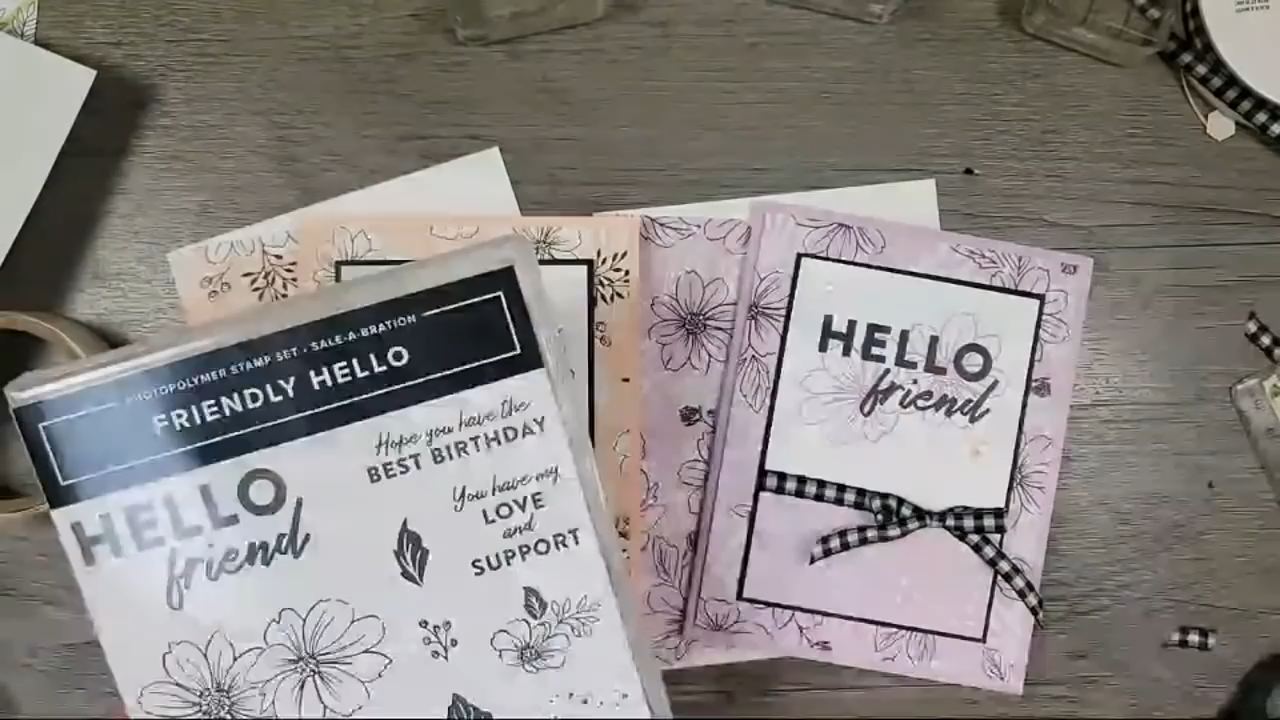 PHOTOPOLYMER STAMP SET • SALE-A-BRATION
FRIENDLY HELLO
Hope you have the
BEST BIRTHDAY
HELLO
friend
You have my
LOVE
and
SUPPORT
HELLO
friend